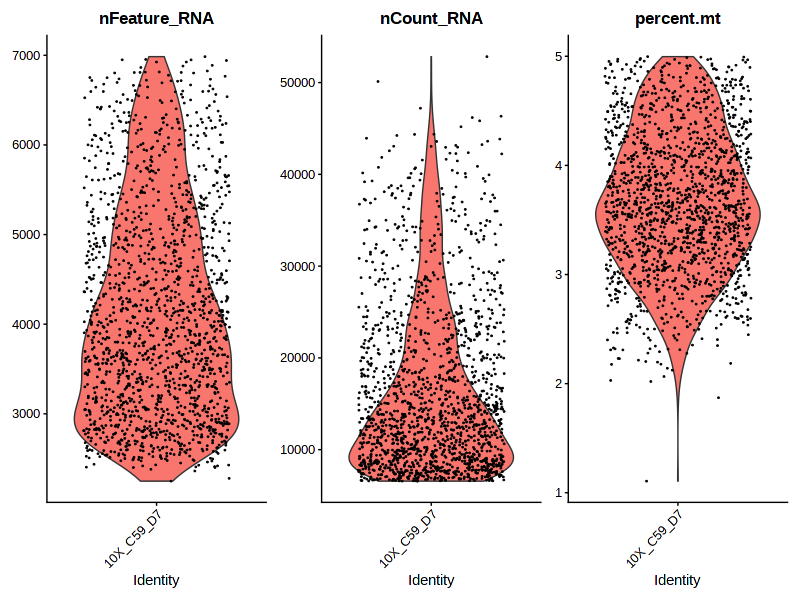 nFeature_RNA
7000
6000
5000
4000
3000
10X_C59_D7
Identity
nCount_RNA
50000
40000
30000
20000
10000
10X_C59_D7
Identity
percent.mt
5
4
3
2
1
10X_C59_D7
Identity